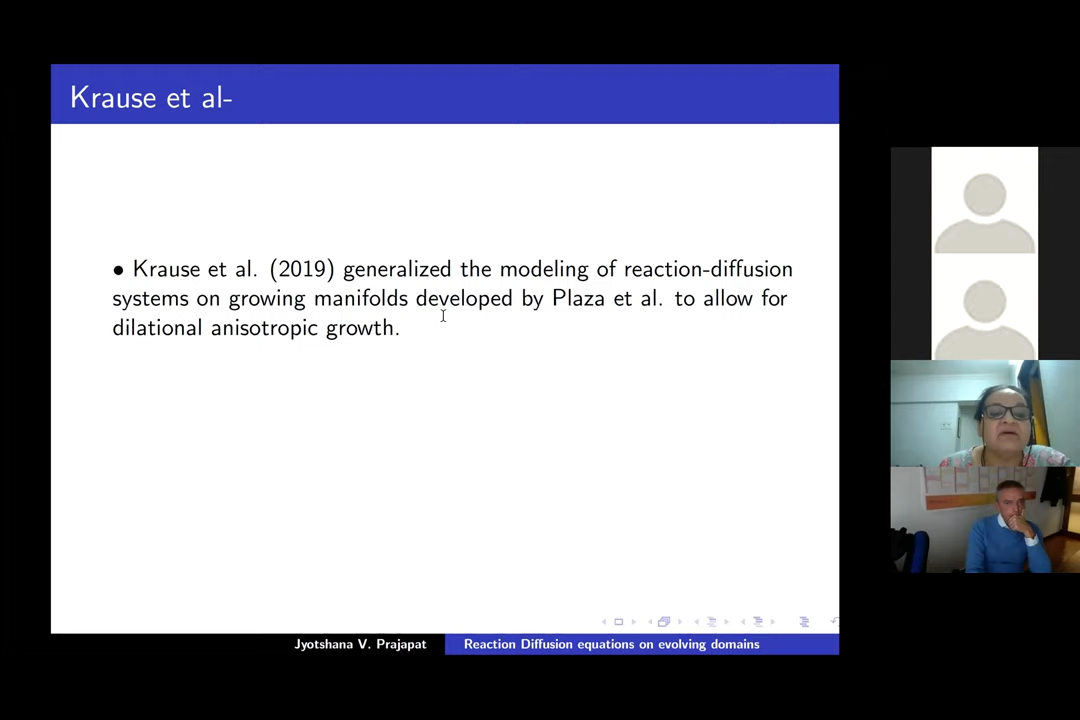 Krause et al-
• Krause et al. (2019) generalized the modeling of reaction-diffusion
systems on growing manifolds developed by Plaza et al. to allow for
dilational anisotropic growth.
Jyotshana V. Prajapat
Reaction Diffusion equations on evolving domains